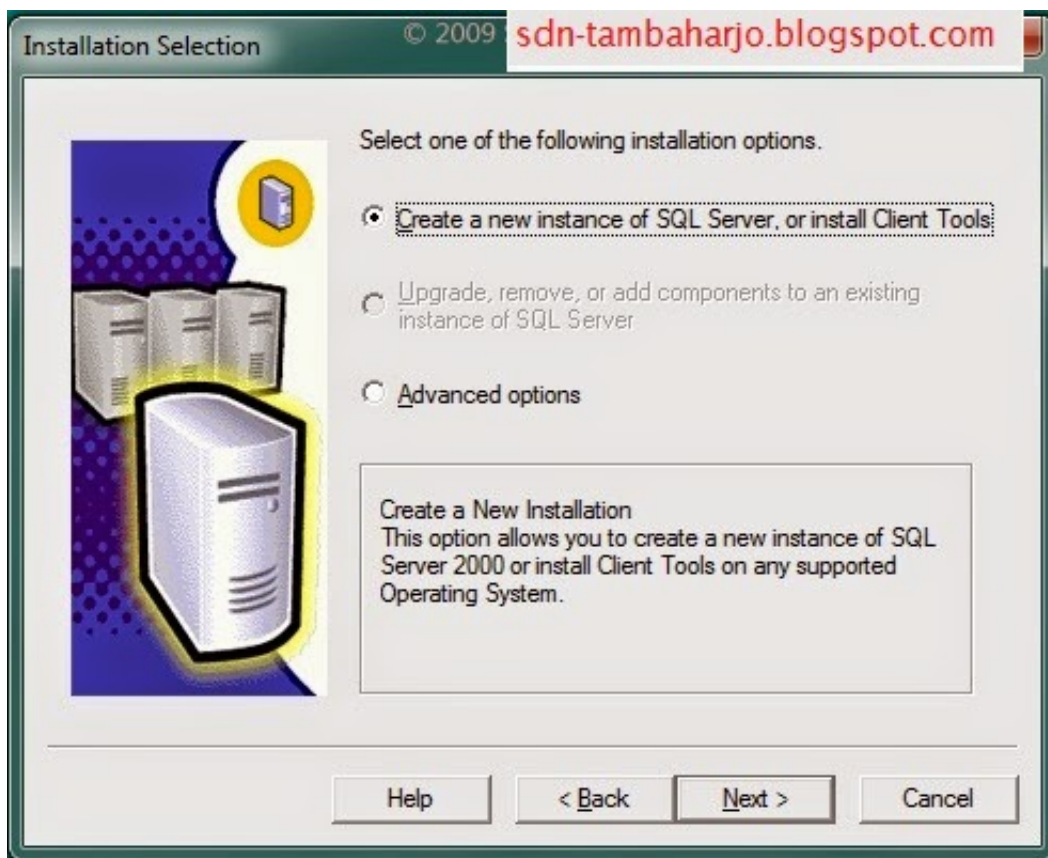 Installation Selection
© 2009
sdn-tambaharjo.blogspot.com
Select one of the following installation options.
Create a new instance of SQL Server, or install Client Tools
Upgrade, remove, or add components to an existing
instance of SQL Server
Advanced options
Create a New Installation
This option allows you to create a new instance of SQL
Server 2000 or install Client Tools on any supported
Operating System.
Help
< Back
Next >
Cancel